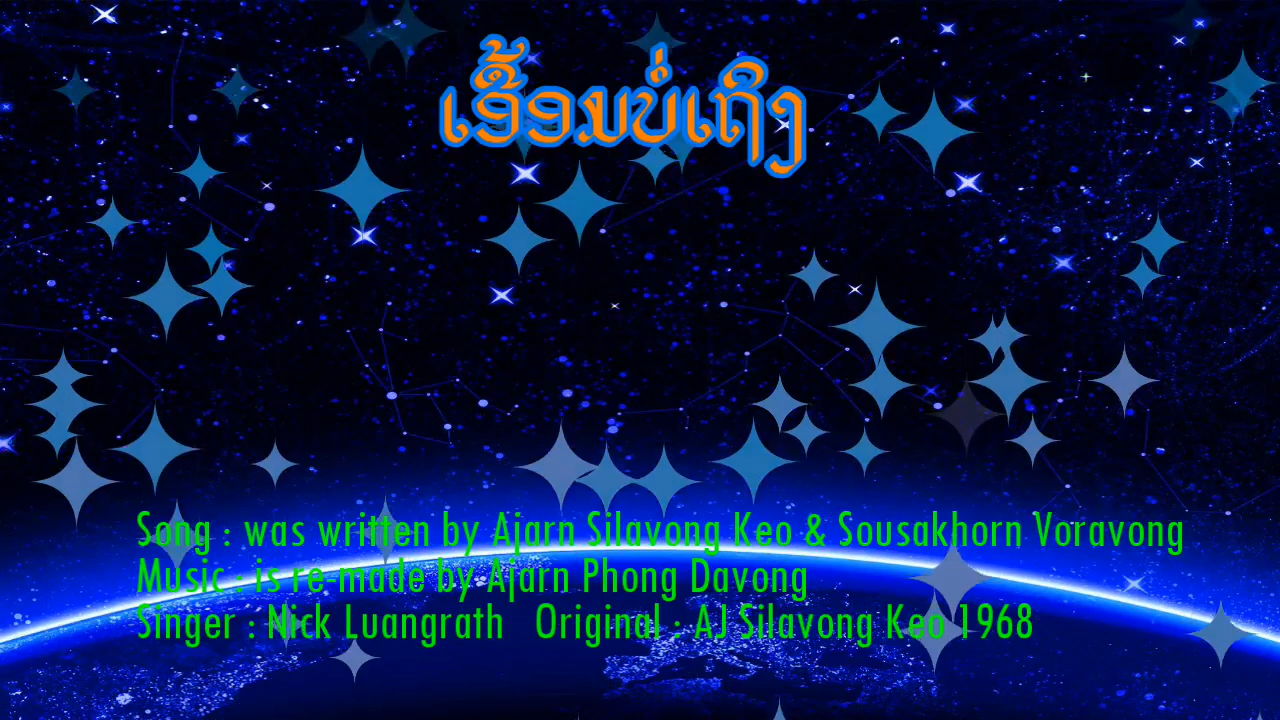 ເອື້ອມບໍ່ເຖິງ
Song : was written by Ajarn Silavong Keo & Sousakhorn Voravong
Music : is re-made by Ajarn Phong Davong
Singer : Nick Luangrath Original : AJ Silavong Keo 1968